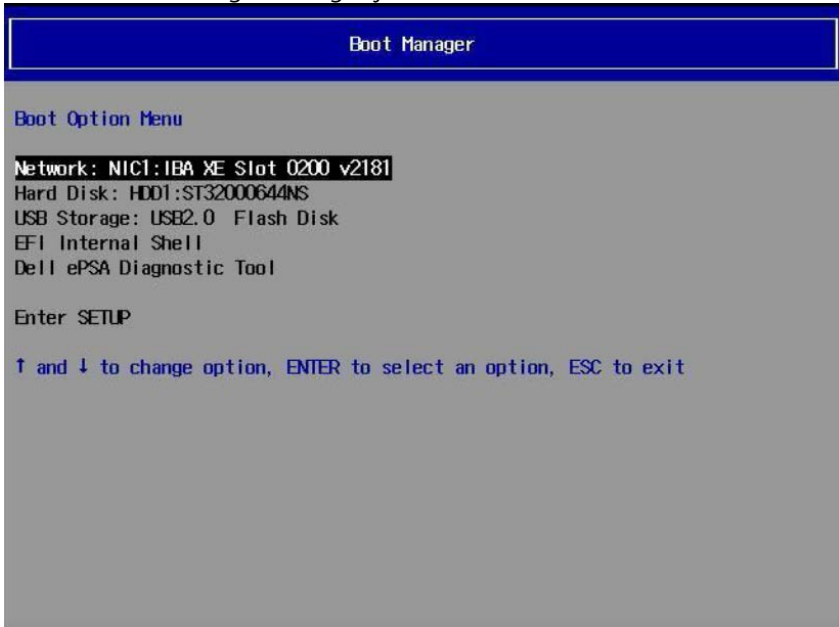 Boot Manager
Boot Option Menu
Network: NIC1:IBA XE Slot 0200 v2181
Hard Disk: HDD1:ST32000644NS
USB Storage: USB2.0 Flash Disk
EFI Internal Shell
Dell ePSA Diagnostic Tool
Enter SETUP
↑ and ↓ to change option, ENTER to select an option, ESC to exit